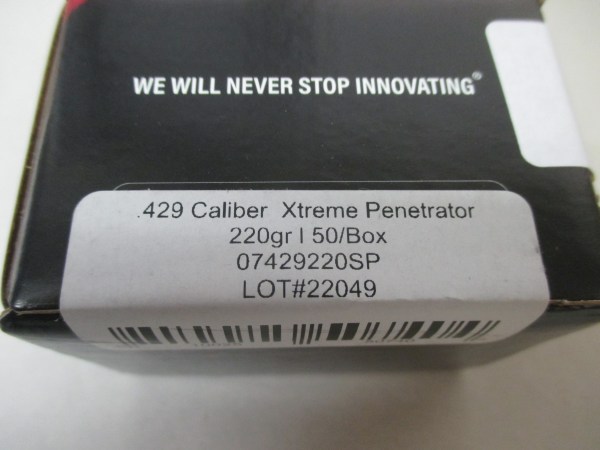 WE WILL NEVER STOP INNOVATING®
.429 Caliber Xtreme Penetrator
220gr | 50/Box
07429220SP
LOT#22049